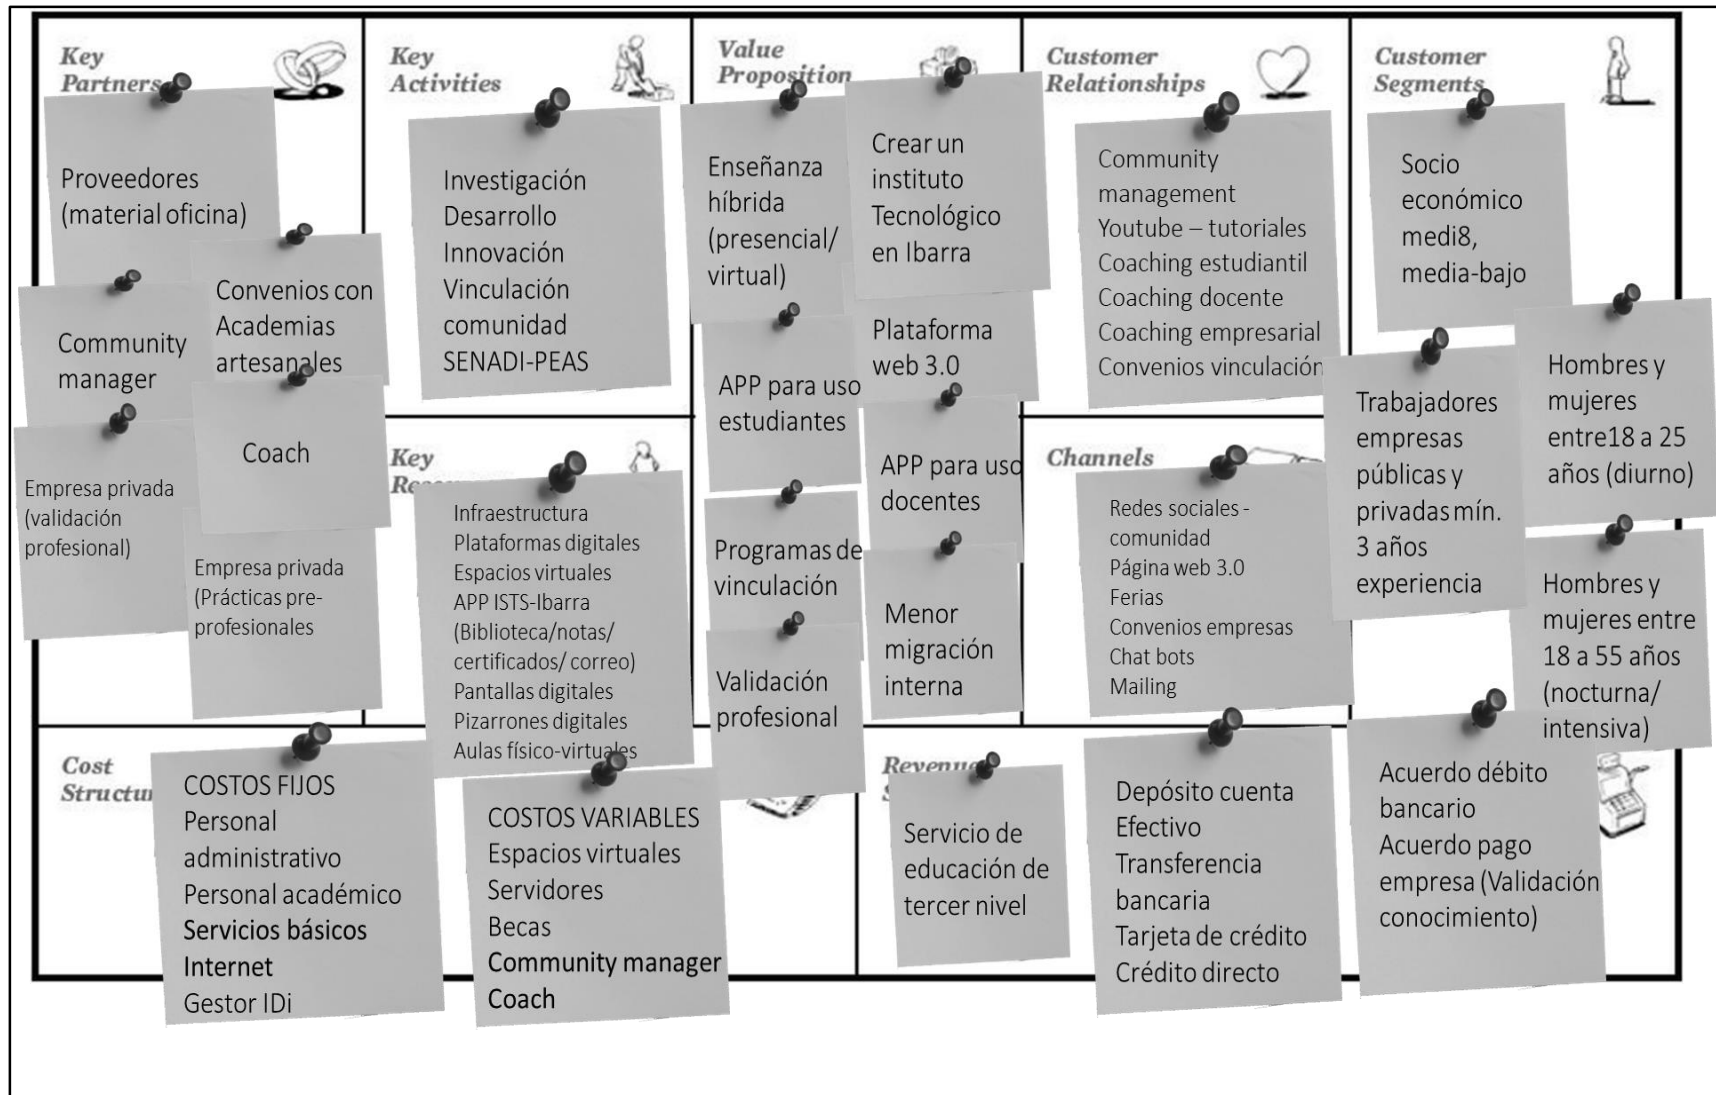 Key
Partners
Proveedores
(material oficina)
Convenios con
Academias
artesanales
Community
manager
Coach
Empresa privada
(validación
profesional)
Empresa privada
(Prácticas pre-
profesionales
Key
Activities
Investigación
Desarrollo
Innovación
Vinculación
comunidad
SENADI-PEAS
Key
Infraestructura
Plataformas digitales
Espacios virtuales
APP ISTS-Ibarra
(Biblioteca/notas/
certificados/ correo)
Pantallas digitales
Pizarrones digitales
Aulas físico-virtuales
Value
Proposition
Enseñanza
híbrida
(presencial/
virtual)
Crear un
instituto
Tecnológico
en Ibarra
Plataforma
web 3.0
APP para uso
estudiantes
APP para uso
docentes
Programas de
vinculación
Menor
migración
interna
Validación
profesional
Customer
Relationships
Community
management
Youtube – tutoriales
Coaching estudiantil
Coaching docente
Coaching empresarial
Convenios vinculación
Channels
Redes sociales -
comunidad
Página web 3.0
Ferias
Convenios empresas
Chat bots
Mailing
Customer
Segments
Socio
económico
medi8,
media-bajo
Hombres y
mujeres
entre18 a 25
años (diurno)
Trabajadores
empresas
públicas y
privadas mín.
3 años
experiencia
Hombres y
mujeres entre
18 a 55 años
(nocturna/
intensiva)
Cost
Structu
COSTOS FIJOS
Personal
administrativo
Personal académico
Servicios básicos
Internet
Gestor IDi
COSTOS VARIABLES
Espacios virtuales
Servidores
Becas
Community manager
Coach
Revenue
Servicio de
educación de
tercer nivel
Depósito cuenta
Efectivo
Transferencia
bancaria
Tarjeta de crédito
Crédito directo
Acuerdo débito
bancario
Acuerdo pago
empresa (Validación
conocimiento)